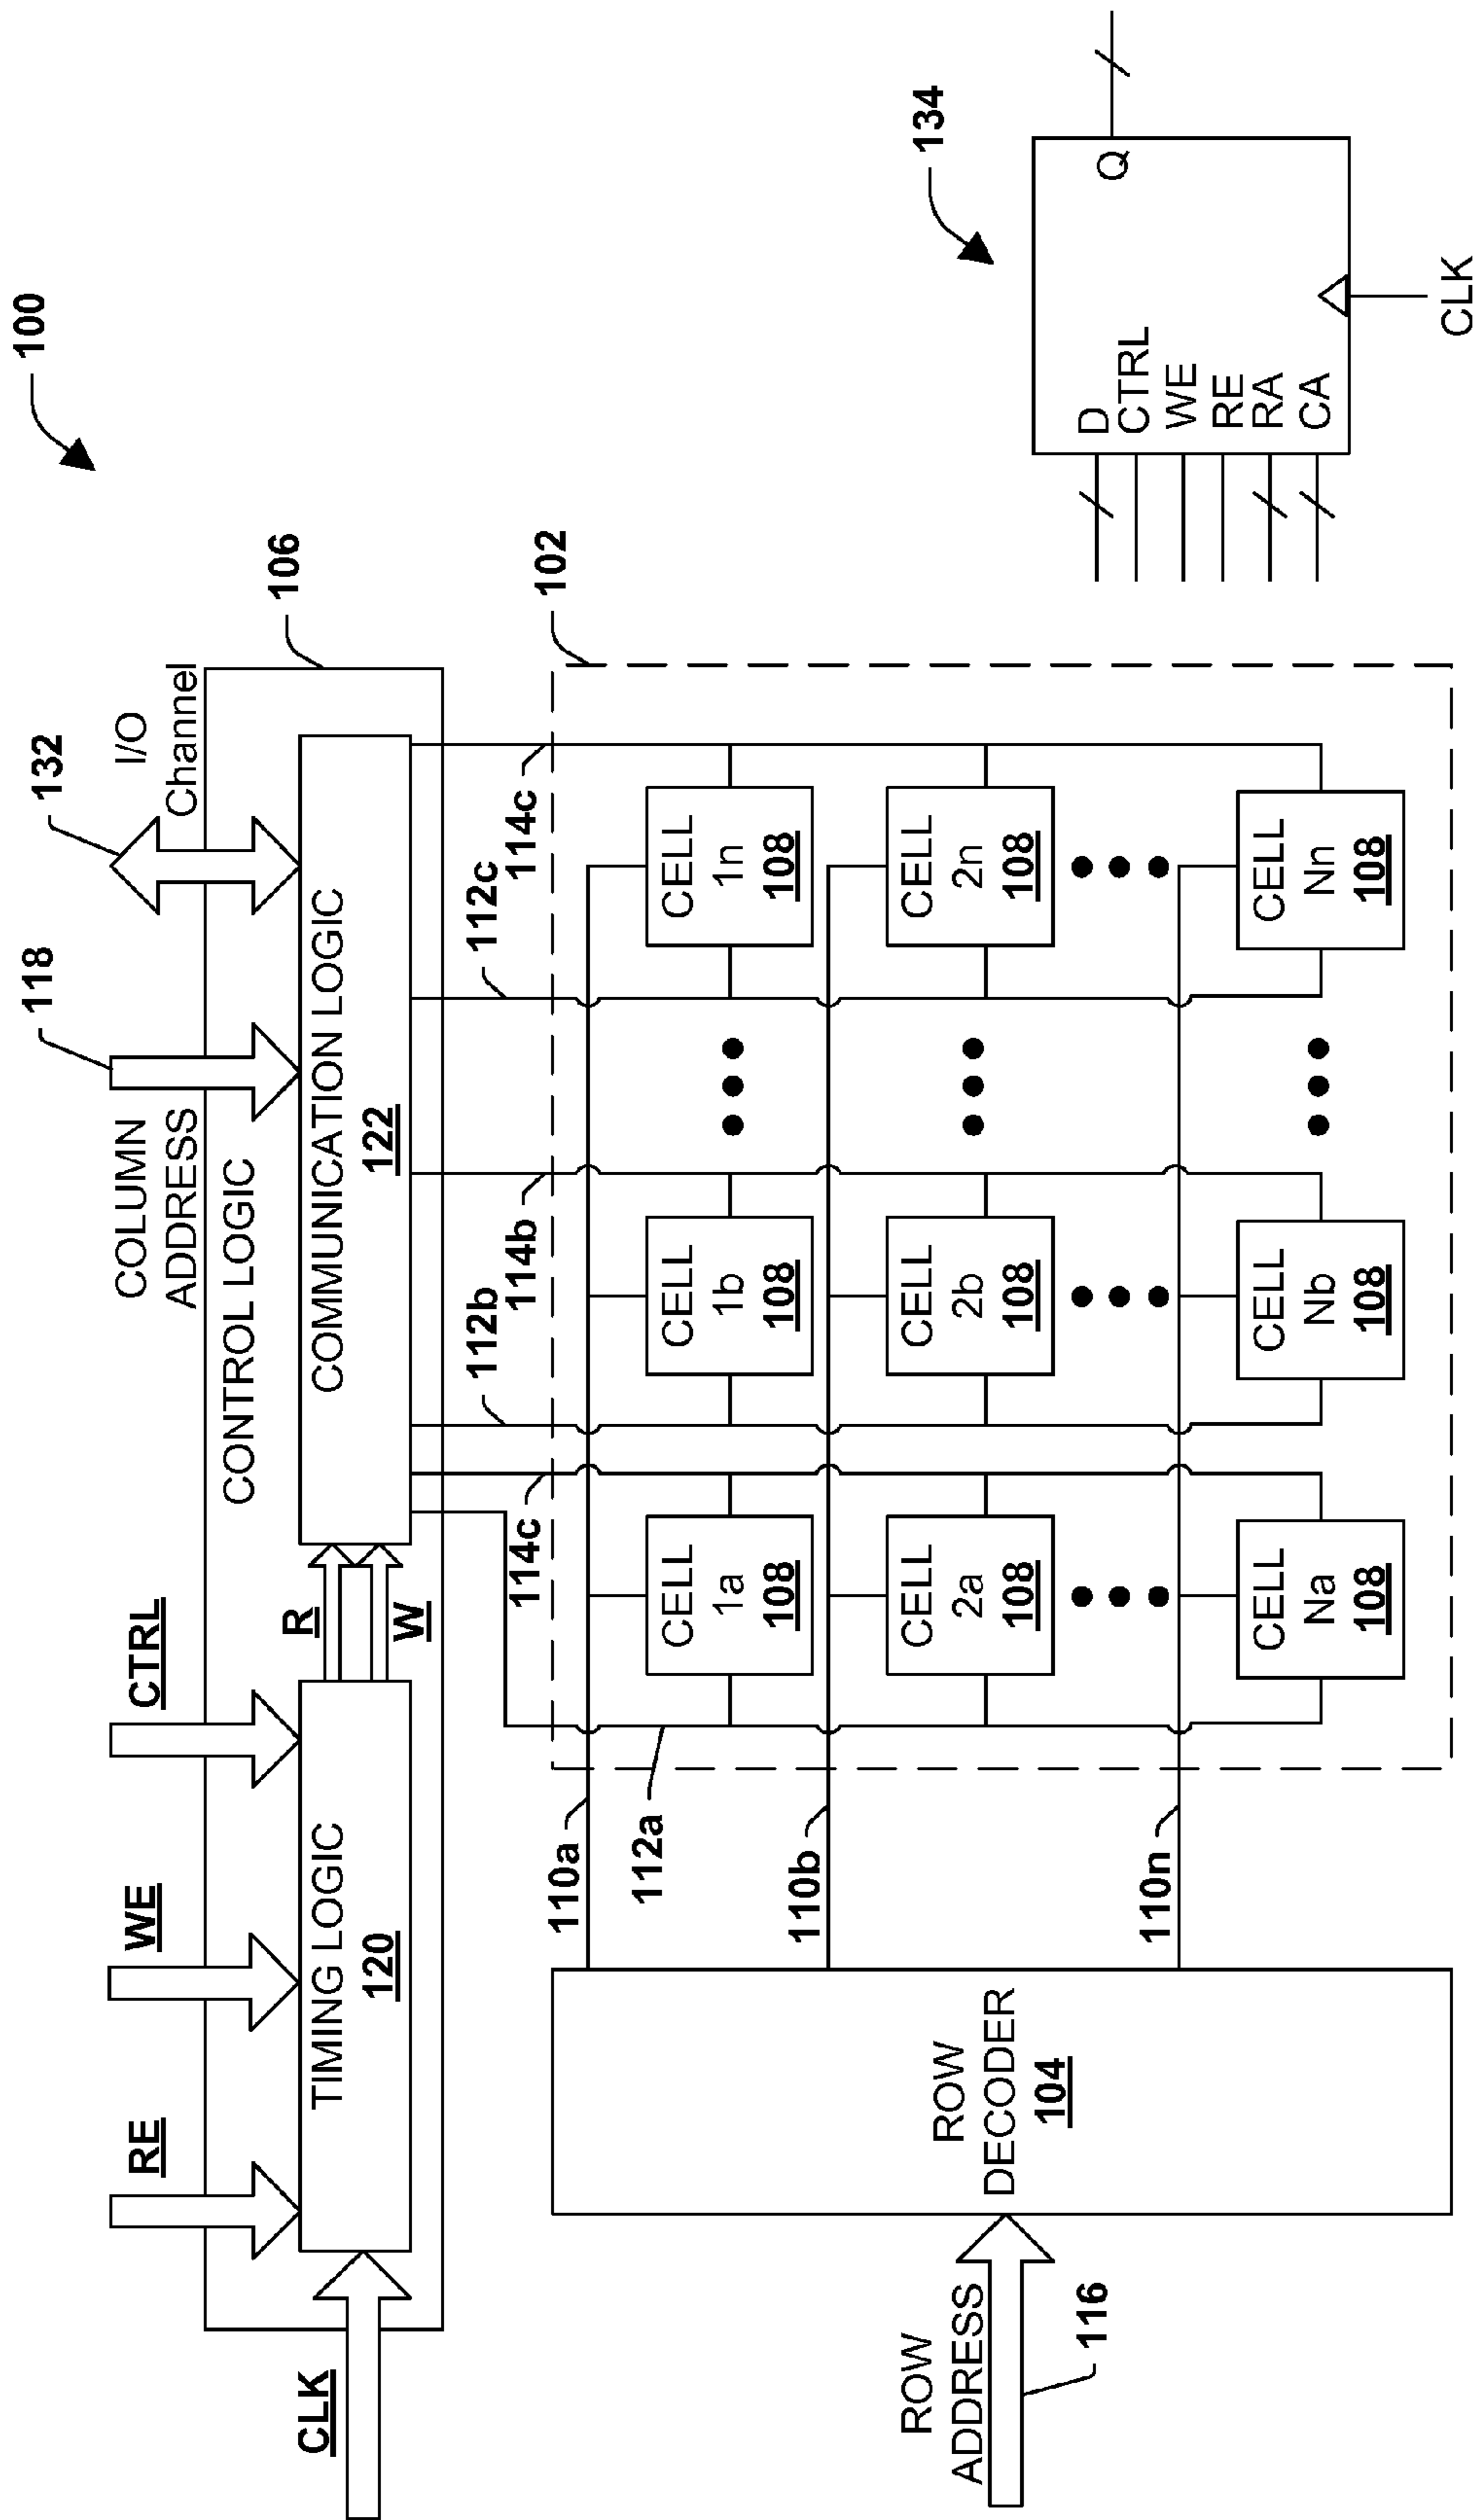 100
118
132
I/O
Channel
106
COLUMN
ADDRESS
CONTROL LOGIC
RE
WE
CTRL
CLK
TIMING LOGIC
120
R
W
COMMUNICATION LOGIC
122
114c
112b
114b
112c
114c
102
110a
112a
110b
110n
ROW
DECODER
104
ROW
ADDRESS
116
CELL
1a
108
CELL
1b
108
CELL
1n
108
CELL
2a
108
CELL
2b
108
CELL
2n
108
CELL
Na
108
CELL
Nb
108
CELL
Nn
108
134
D
CTRL
WE
RE
RA
CA
Q
CLK